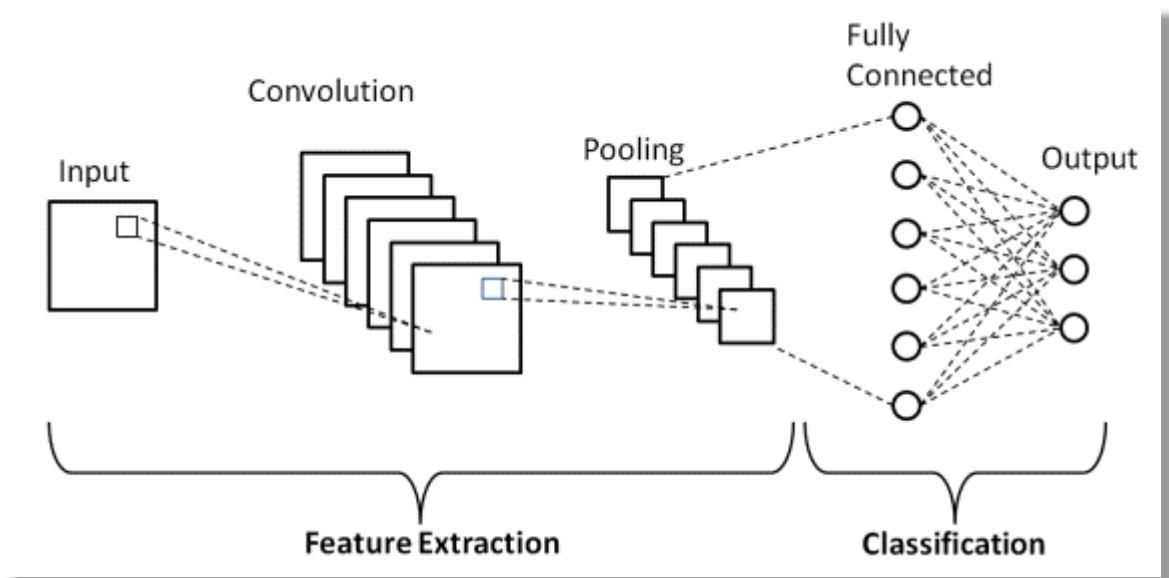 Input
Convolution
Pooling
Fully
Connected
Output
Feature Extraction
Classification